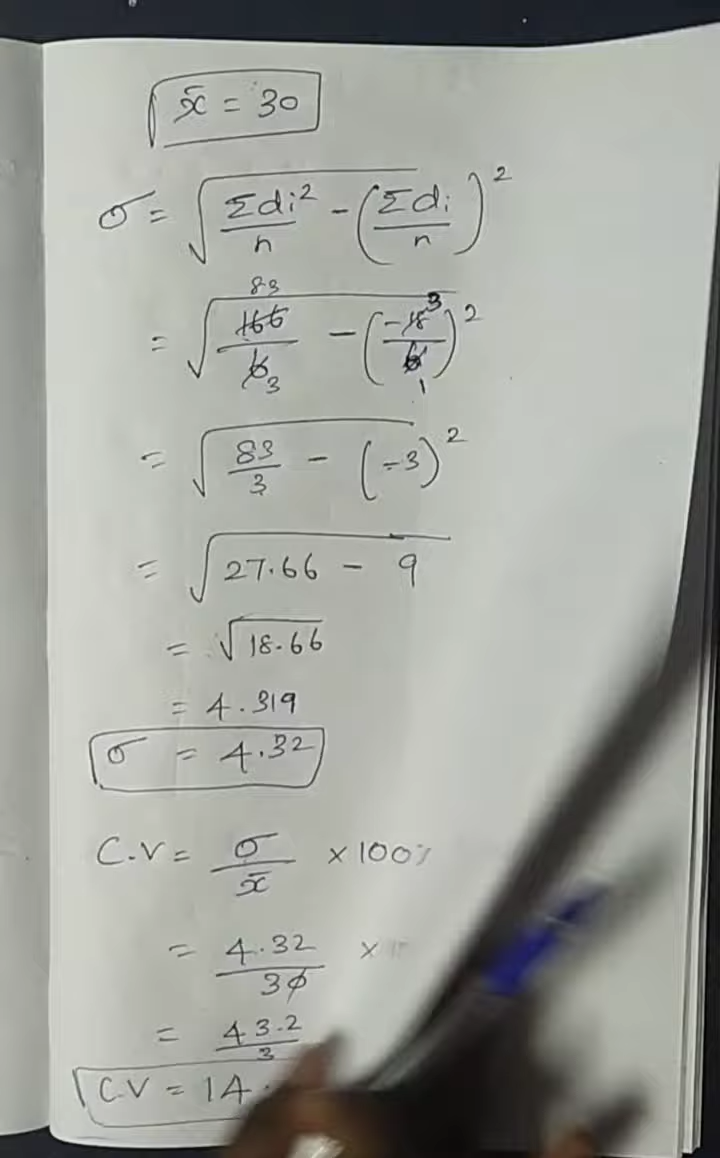 x̄ = 30
σ = √(Σdi²/n - (Σdi/n)²)
= √(166/6 - (-18/6)²) 83 3 3 1
= √(83/3 - (-3)²)
= √(27.66 - 9)
= √18.66
= 4.319
σ = 4.32
C.V = σ/x̄ × 100%
= 4.32/30 ×
= 43.2/3
C.V = 14.